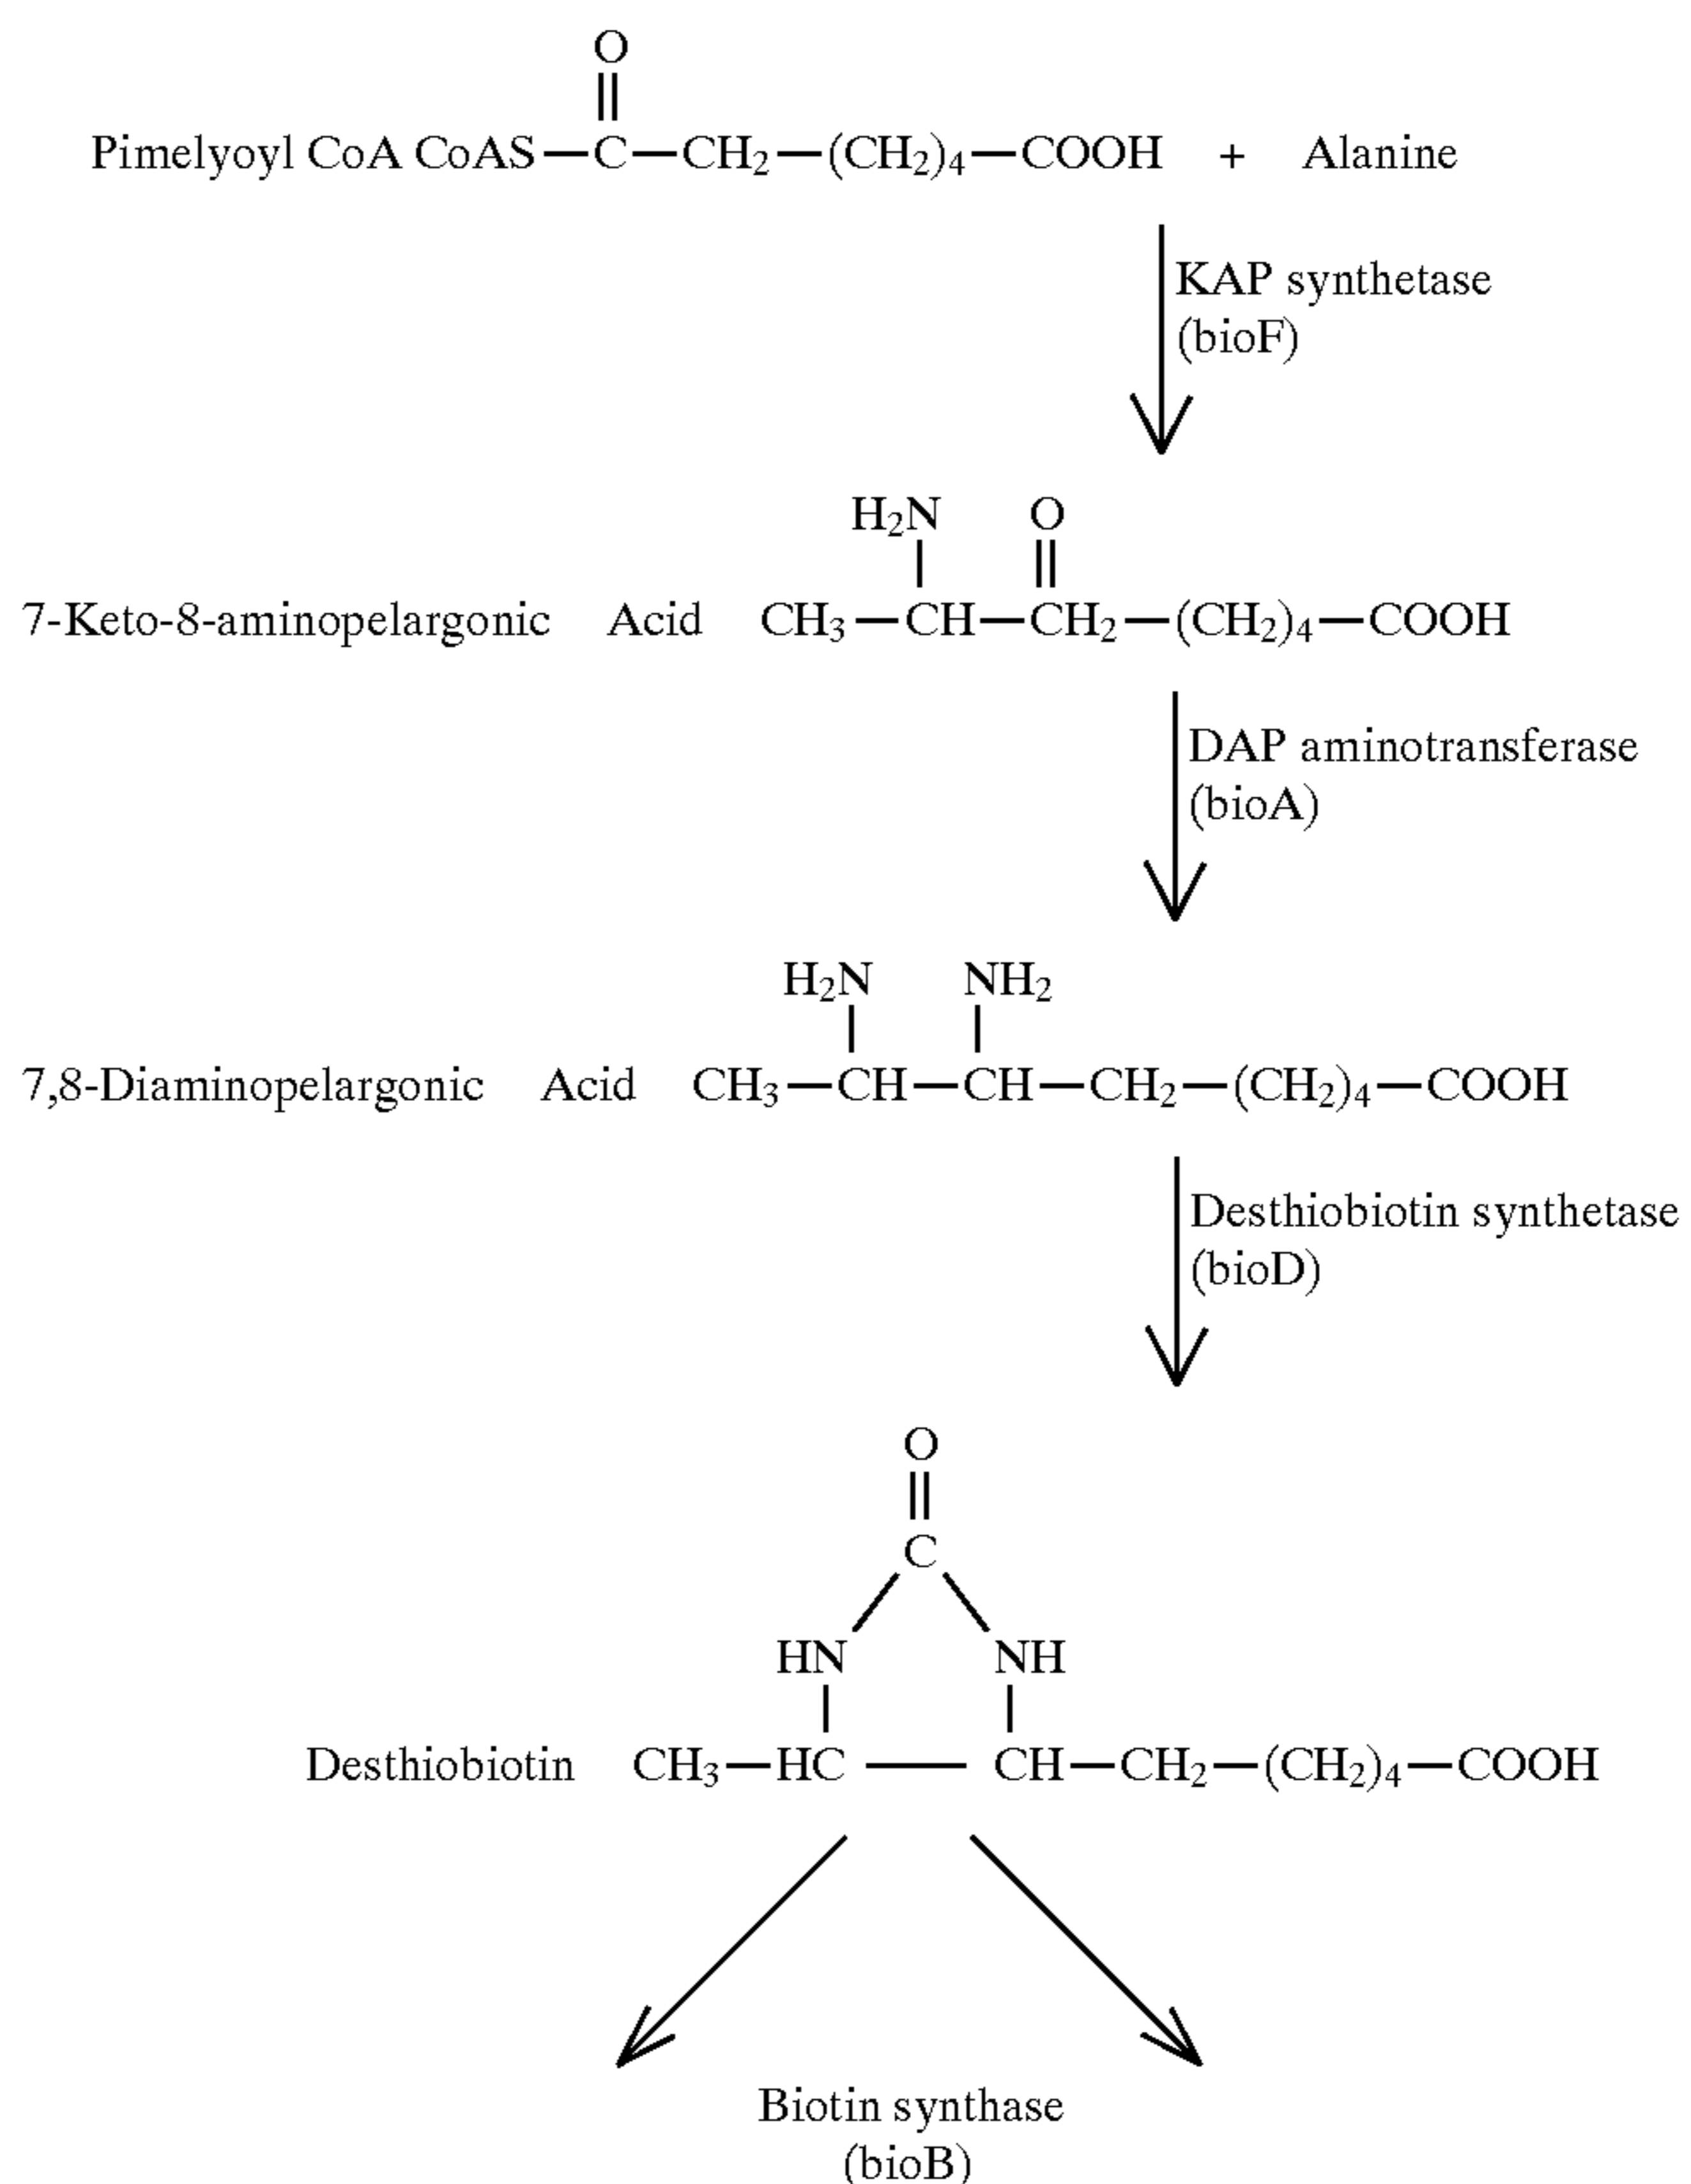 O
Pimelyoyl CoA CoAS—C—CH₂—(CH₂)₄—COOH + Alanine
KAP synthetase
(bioF)
H₂N O
7-Keto-8-aminopelargonic Acid CH₃—CH—CH₂—(CH₂)₄—COOH
DAP aminotransferase
(bioA)
H₂N NH₂
7,8-Diaminopelargonic Acid CH₃—CH—CH—CH₂—(CH₂)₄—COOH
Desthiobiotin synthetase
(bioD)
O
C
HN NH
Desthiobiotin CH₃—HC—CH—CH₂—(CH₂)₄—COOH
Biotin synthase
(bioB)